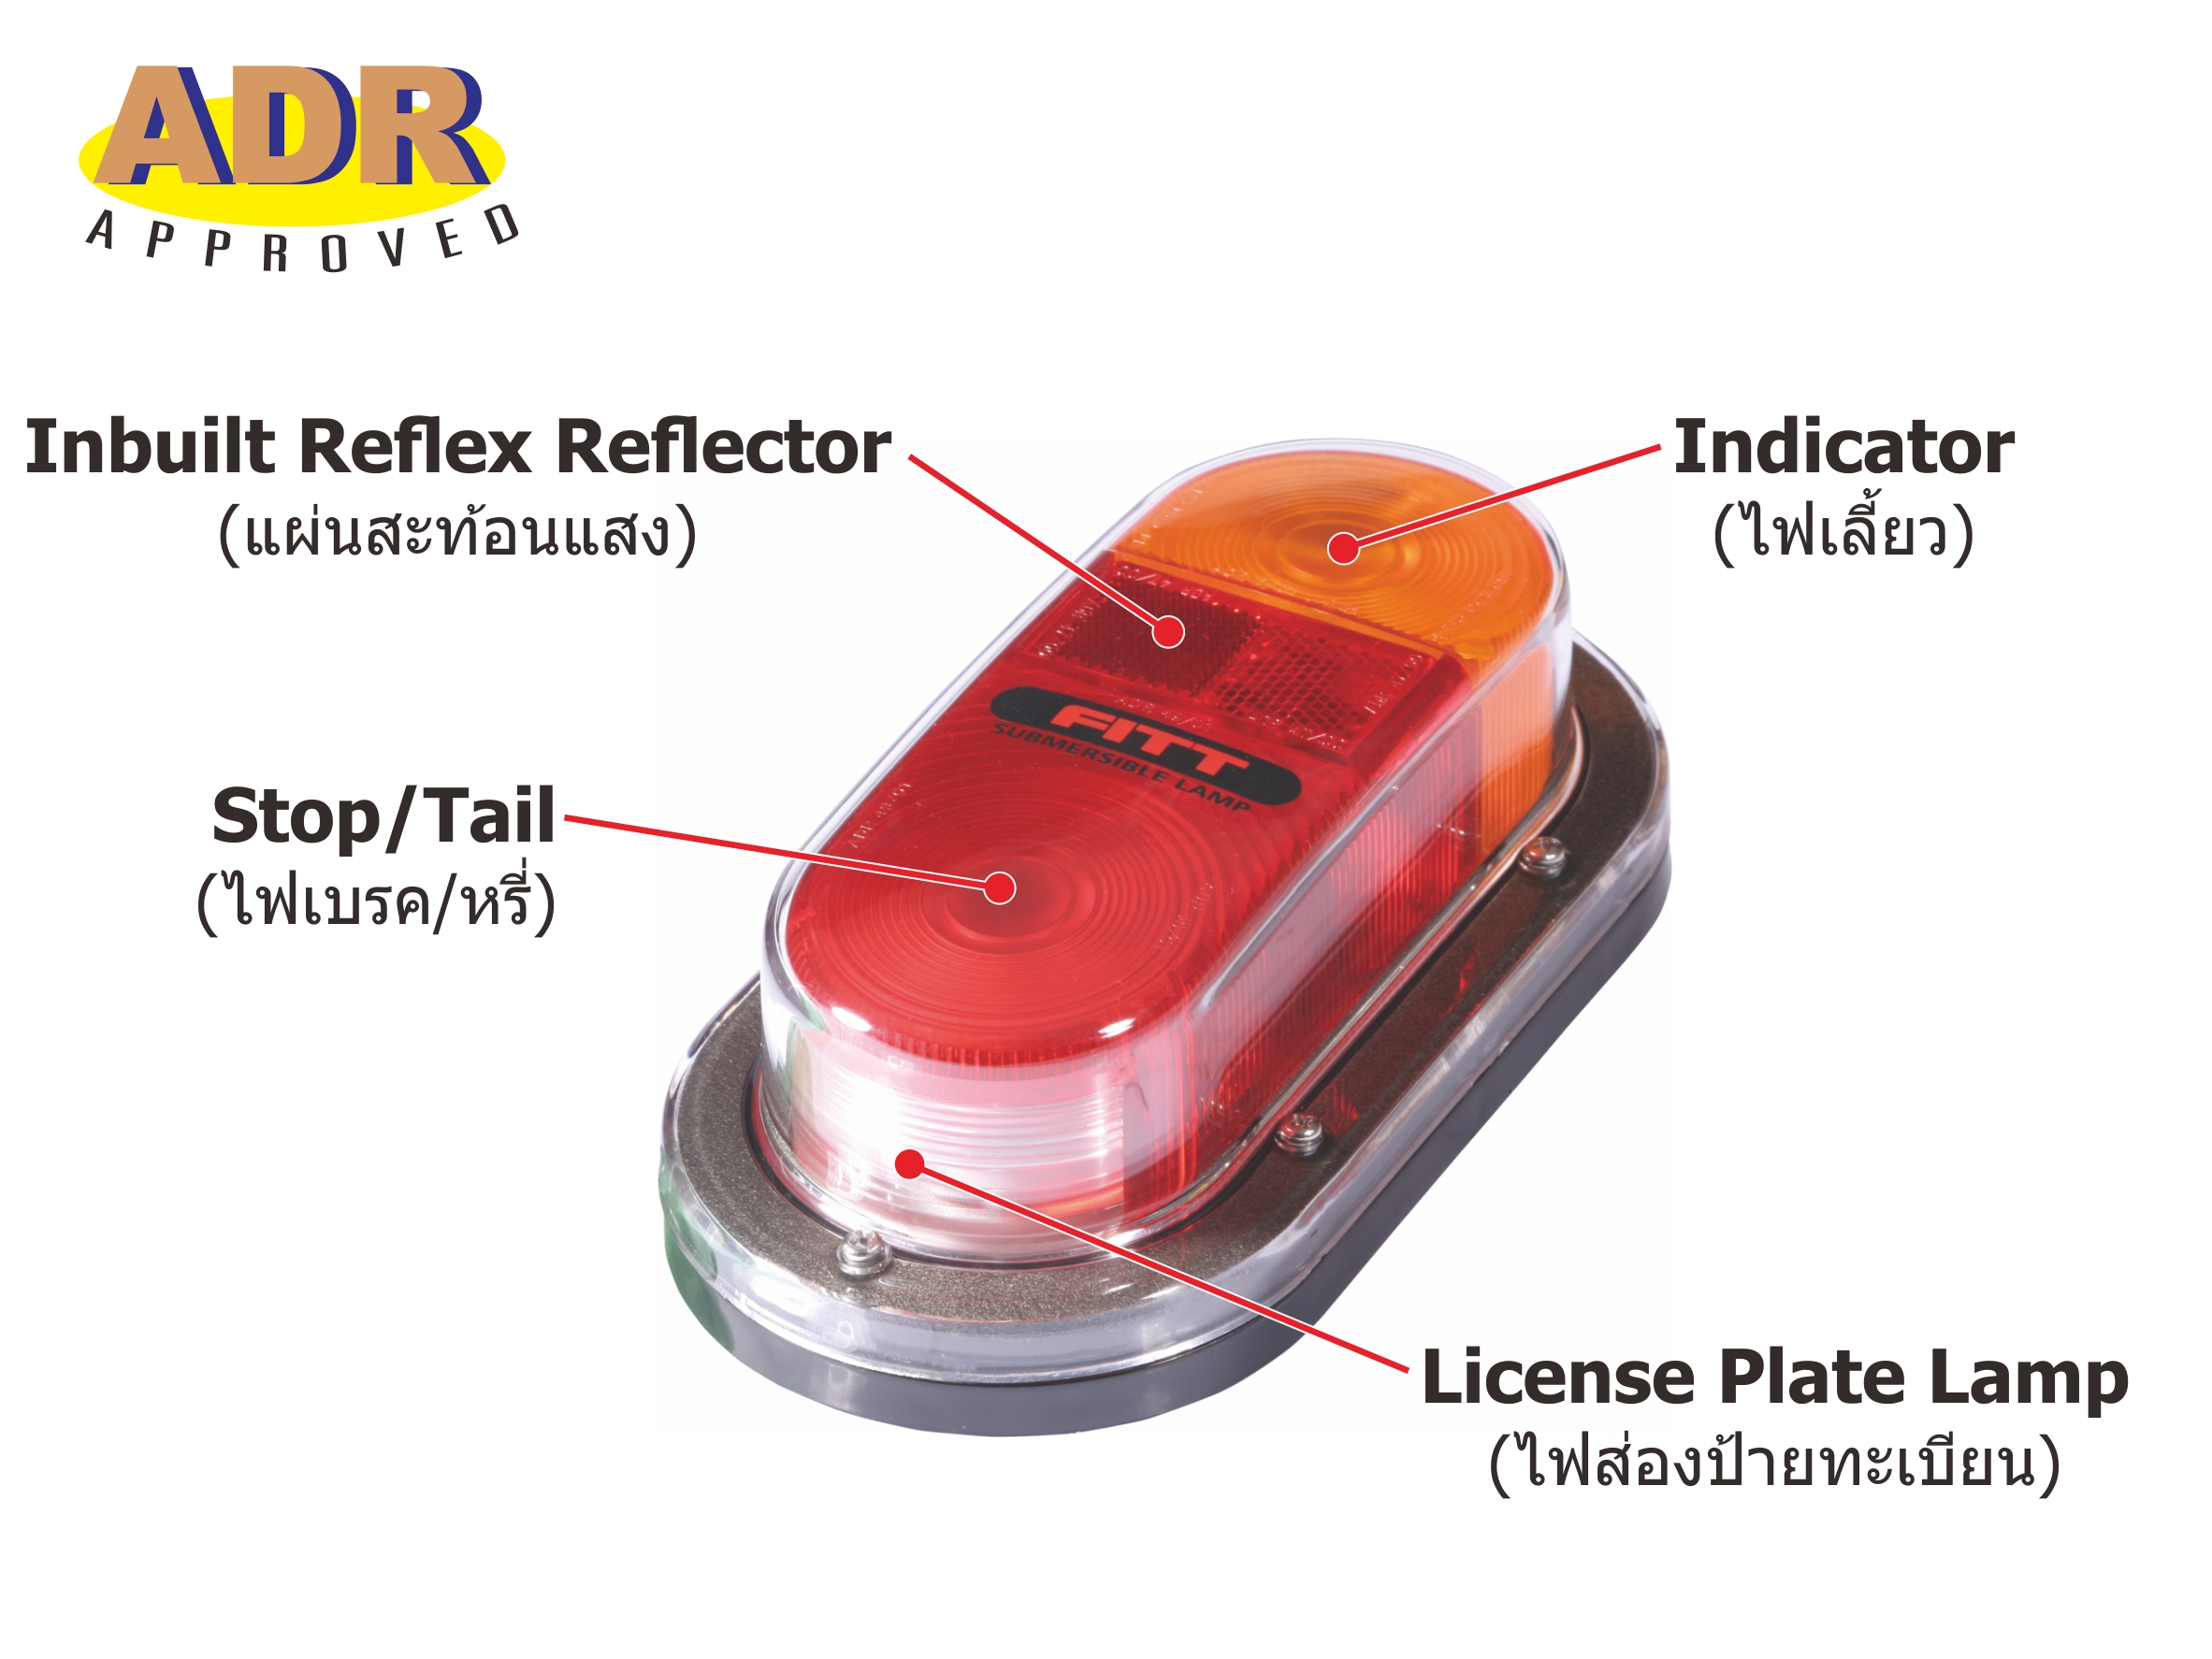 ADR
APPROVED
Inbuilt Reflex Reflector
(แผ่นสะท้อนแสง)
Indicator
(ไฟเลี้ยว)
FITT
SUBMERSIBLE LAMP
Stop/Tail
(ไฟเบรค/หรี่)
License Plate Lamp
(ไฟส่องป้ายทะเบียน)